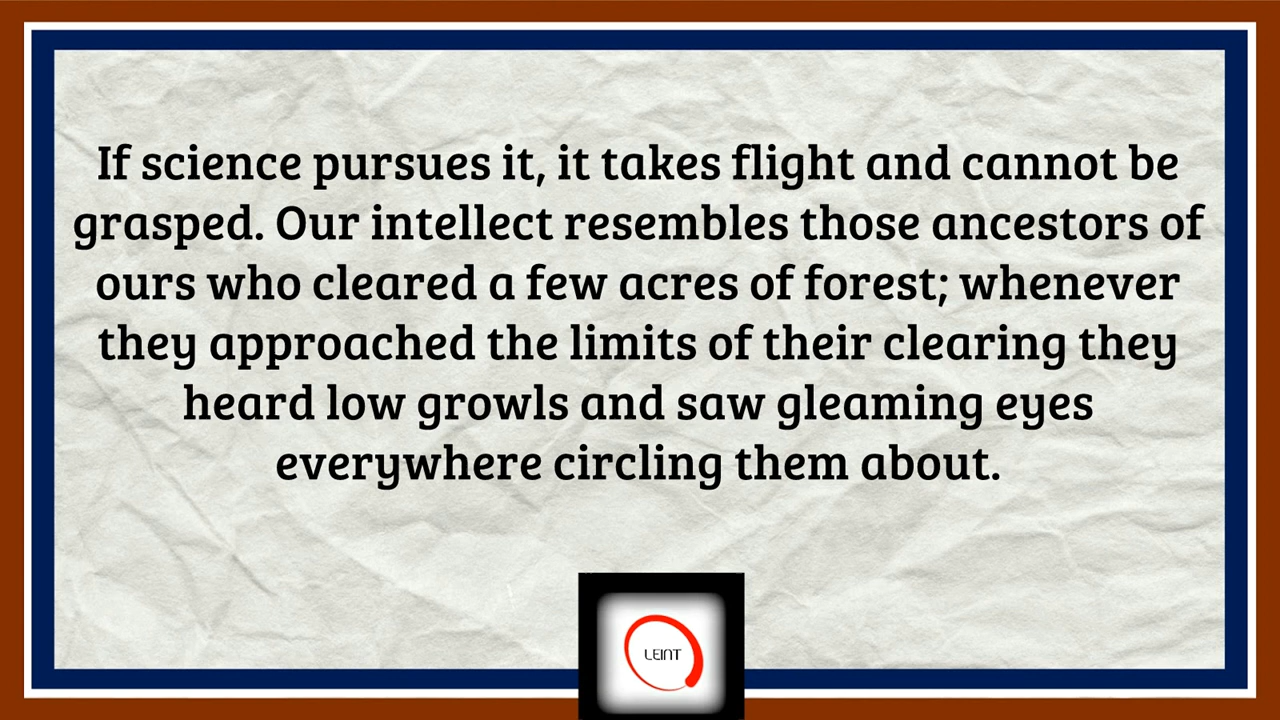 If science pursues it, it takes flight and cannot be
grasped. Our intellect resembles those ancestors of
ours who cleared a few acres of forest; whenever
they approached the limits of their clearing they
heard low growls and saw gleaming eyes
everywhere circling them about.
LEINT